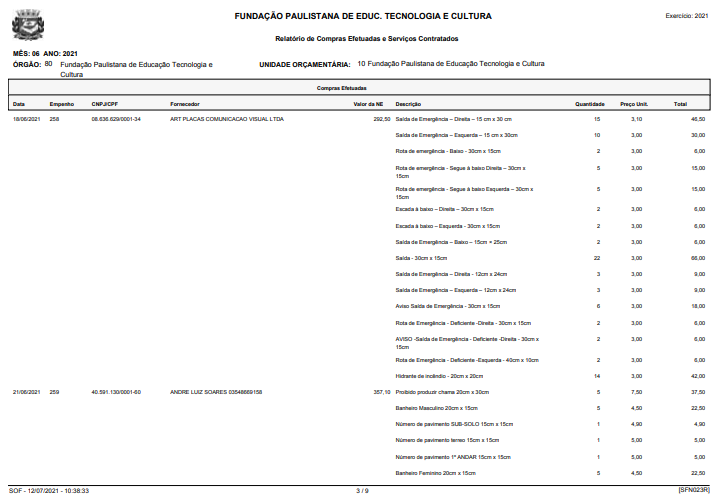 FUNDAÇÃO PAULISTANA DE EDUC. TECNOLOGIA E CULTURA Exercício: 2021
Relatório de Compras Efetuadas e Serviços Contratados
MÊS: 06 ANO: 2021
ÓRGÃO: 80 Fundação Paulistana de Educação Tecnologia e UNIDADE ORÇAMENTÁRIA: 10 Fundação Paulistana de Educação Tecnologia e Cultura
Cultura
Compras Efetuadas
Data Empenho CNPJ/CPF Fornecedor Valor da NE Descrição Quantidade Preço Unit. Total
18/06/2021 258 08.636.629/0001-34 ART PLACAS COMUNICACAO VISUAL LTDA 292,50 Saída de Emergência – Direita – 15 cm x 30 cm 15 3,10 46,50
Saída de Emergência – Esquerda – 15 cm x 30cm 10 3,00 30,00
Rota de emergência - Baixo - 30cm x 15cm 2 3,00 6,00
Rota de emergência - Segue à baixo Direita – 30cm x 5 3,00 15,00
15cm
Rota de emergência - Segue à baixo Esquerda – 30cm x 5 3,00 15,00
15cm
Escada à baixo – Direita – 30cm x 15cm 2 3,00 6,00
Escada à baixo – Esquerda - 30cm x 15cm 2 3,00 6,00
Saída de Emergência – Baixo – 15cm × 25cm 2 3,00 6,00
Saída - 30cm x 15cm 22 3,00 66,00
Saída de Emergência – Direita - 12cm x 24cm 3 3,00 9,00
Saída de Emergência – Esquerda – 12cm x 24cm 3 3,00 9,00
Aviso Saída de Emergência - 30cm x 15cm 6 3,00 18,00
Rota de Emergência - Deficiente -Direita - 30cm x 15cm 2 3,00 6,00
AVISO -Saída de Emergência - Deficiente -Direita - 30cm x 2 3,00 6,00
15cm
Rota de Emergência - Deficiente -Esquerda - 40cm x 10cm 2 3,00 6,00
Hidrante de incêndio - 20cm x 20cm 14 3,00 42,00
21/06/2021 259 40.591.130/0001-60 ANDRE LUIZ SOARES 03548669158 357,10 Proibido produzir chama 20cm x 30cm 5 7,50 37,50
Banheiro Masculino 20cm x 15cm 5 4,50 22,50
Número de pavimento SUB-SOLO 15cm x 15cm 1 4,90 4,90
Número de pavimento terreo 15cm x 15cm 1 5,00 5,00
Número de pavimento 1º ANDAR 15cm x 15cm 1 5,00 5,00
Banheiro Feminino 20cm x 15cm 5 4,50 22,50
SOF - 12/07/2021 - 10:38:33 3 / 9 [SFN023R]